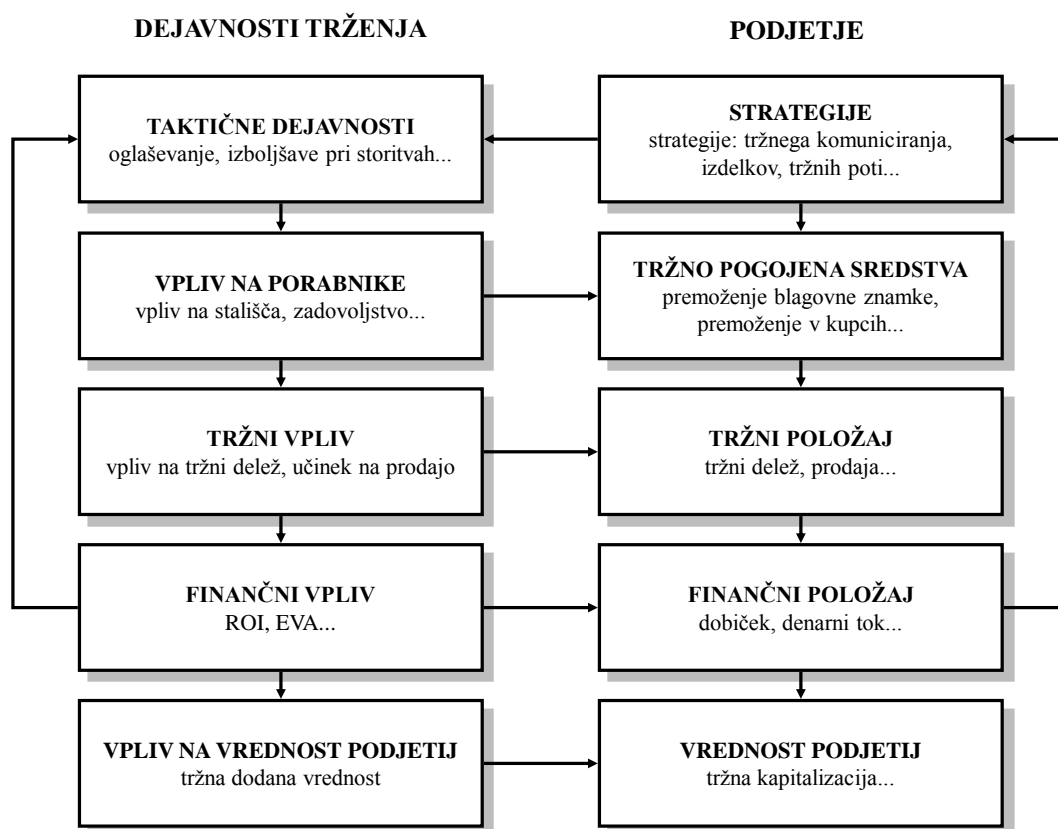 DEJAVNOSTI TRŽENJA
PODJETJE
TAKTIČNE DEJAVNOSTI
oglaševanje, izboljšave pri storitvah...
STRATEGIJE
strategije: tržnega komuniciranja,
izdelkov, tržnih poti...
VPLIV NA PORABNIKE
vpliv na stališča, zadovoljstvo...
TRŽNO POGOJENA SREDSTVA
premoženje blagovne znamke,
premoženje v kupcih...
TRŽNI VPLIV
vpliv na tržni delež, učinek na prodajo
TRŽNI POLOŽAJ
tržni delež, prodaja...
FINANČNI VPLIV
ROI, EVA...
FINANČNI POLOŽAJ
dobiček, denarni tok...
VPLIV NA VREDNOST PODJETIJ
tržna dodana vrednost
VREDNOST PODJETIJ
tržna kapitalizacija...